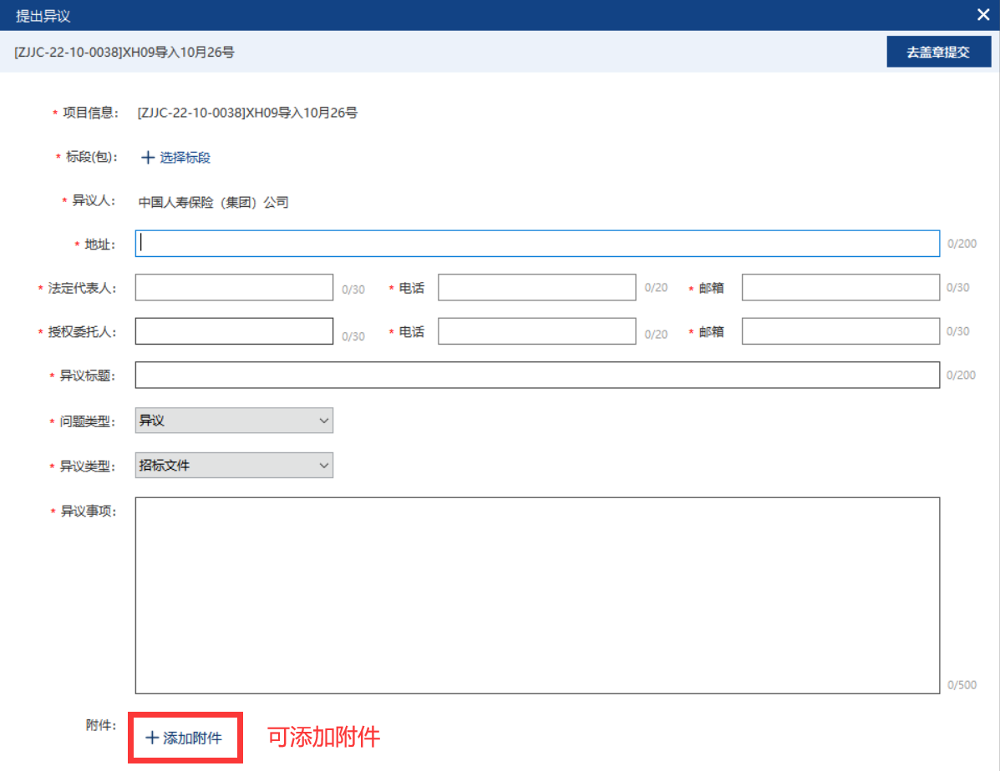 提出异议
[ZJJC-22-10-0038]XH09导入10月26号
去盖章提交
* 项目信息: [ZJJC-22-10-0038]XH09导入10月26号
* 标段(包): 选择标段
* 异议人: 中国人寿保险（集团）公司
* 地址: 0/200
* 法定代表人: 0/30 * 电话 0/20 * 邮箱 0/30
* 授权委托人: 0/30 * 电话 0/20 * 邮箱 0/30
* 异议标题: 0/200
* 问题类型: 异议
* 异议类型: 招标文件
* 异议事项: 0/500
附件: 添加附件 可添加附件